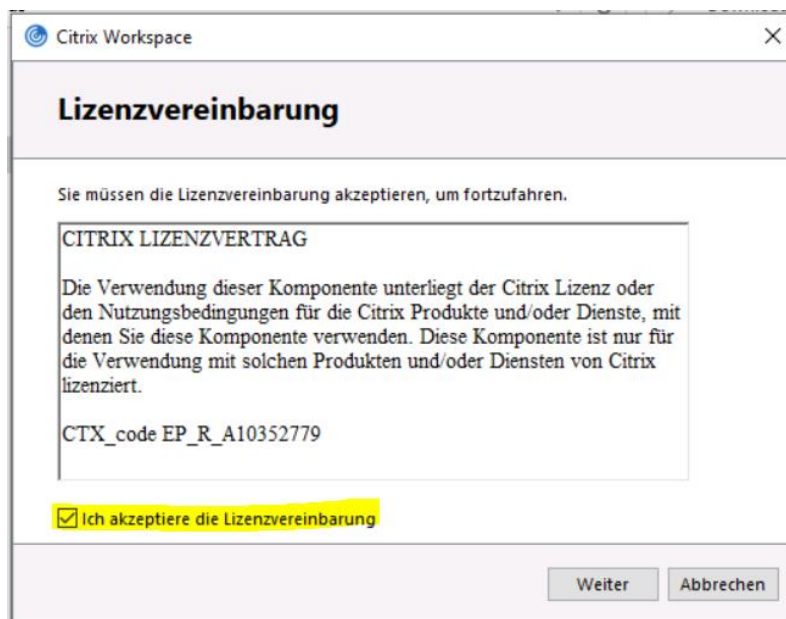 Citrix Workspace
Lizenzvereinbarung
Sie müssen die Lizenzvereinbarung akzeptieren, um fortzufahren.
CITRIX LIZENZVERTRAG
Die Verwendung dieser Komponente unterliegt der Citrix Lizenz oder
den Nutzungsbedingungen für die Citrix Produkte und/oder Dienste, mit
denen Sie diese Komponente verwenden. Diese Komponente ist nur für
die Verwendung mit solchen Produkten und/oder Diensten von Citrix
lizenziert.
CTX_code EP_R_A10352779
Ich akzeptiere die Lizenzvereinbarung
Weiter Abbrechen